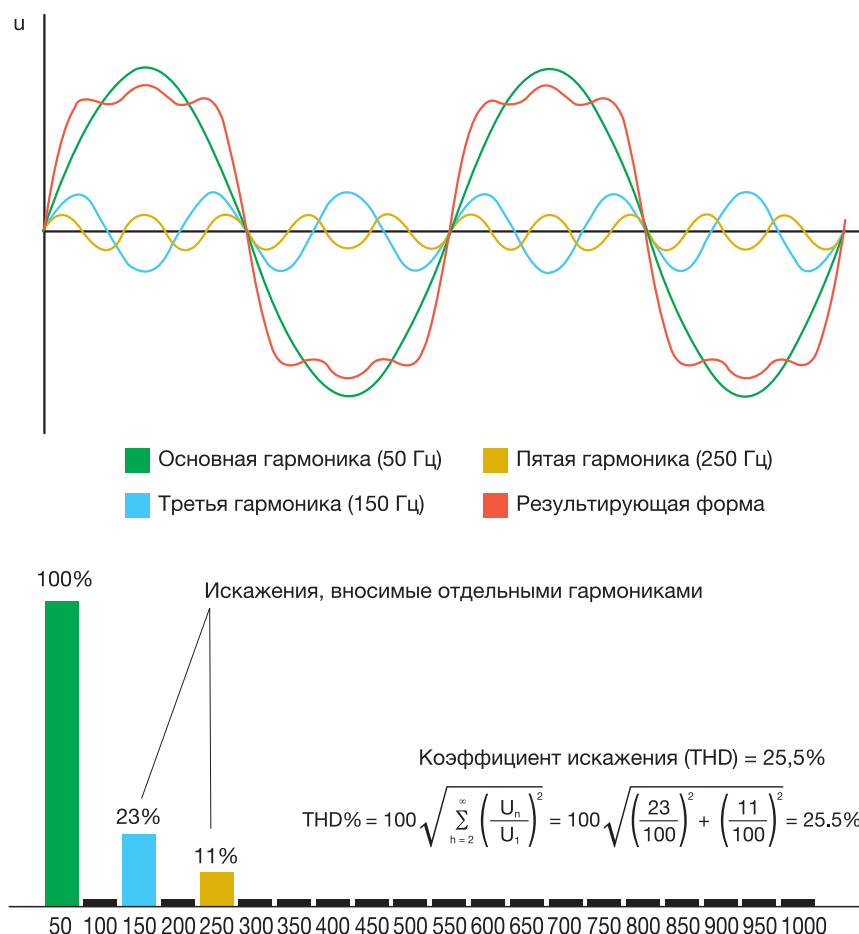 u
Основная гармоника (50 Гц)
Пятая гармоника (250 Гц)
Третья гармоника (150 Гц)
Результирующая форма
100%
Искажения, вносимые отдельными гармониками
Коэффициент искажения (THD) = 25,5%
THD% = 100 √ ∞ ∑ h = 2 (Uₙ / U₁)² = 100 √ (23 / 100)² + (11 / 100)² = 25.5%
23%
11%
50 100 150 200 250 300 350 400 450 500 550 600 650 700 750 800 850 900 950 1000